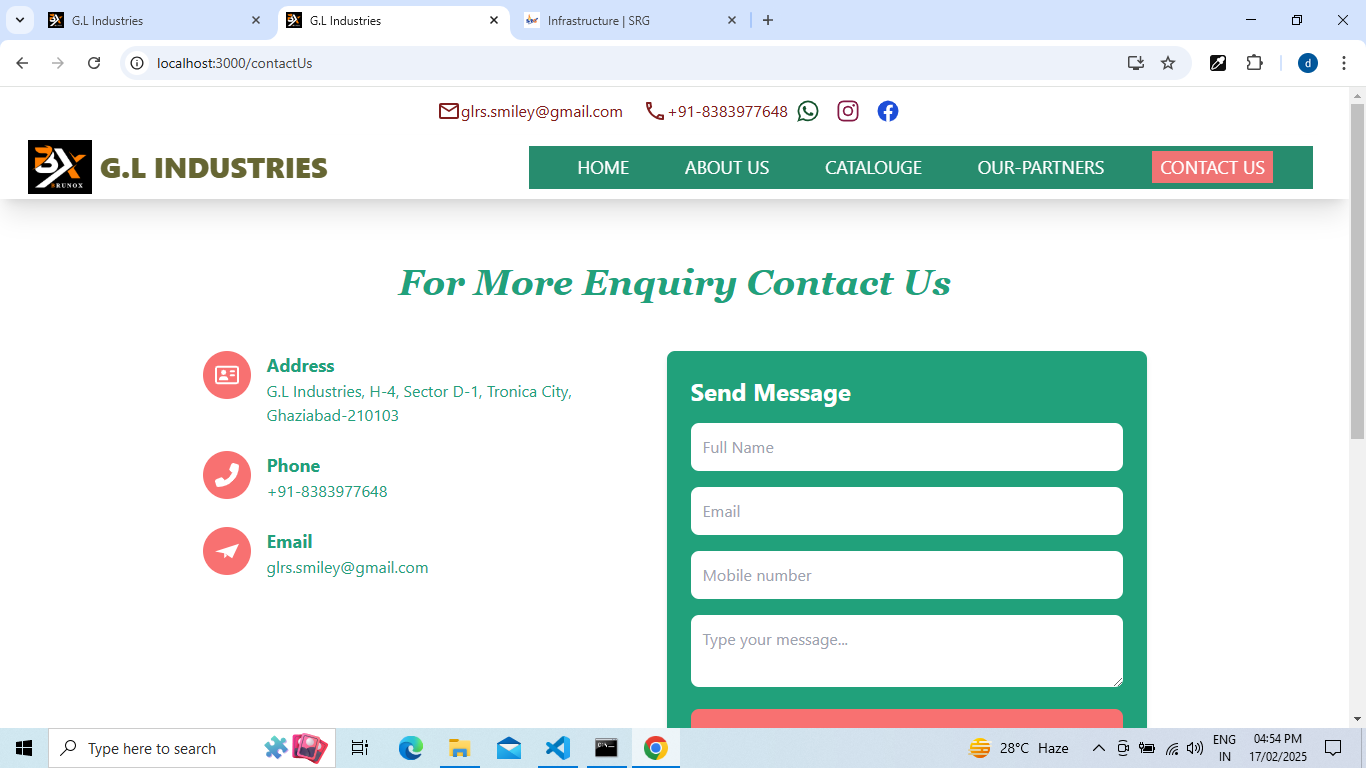 G.L Industries
G.L Industries
Infrastructure | SRG
localhost:3000/contactUs
d
glrs.smiley@gmail.com +91-8383977648
BX
BRUNOX
G.L INDUSTRIES
HOME ABOUT US CATALOUGE OUR-PARTNERS CONTACT US
For More Enquiry Contact Us
Address
G.L Industries, H-4, Sector D-1, Tronica City,
Ghaziabad-210103
Phone
+91-8383977648
Email
glrs.smiley@gmail.com
Send Message
Full Name
Email
Mobile number
Type your message...
Type here to search
28°C Haze
ENG
IN
04:54 PM
17/02/2025